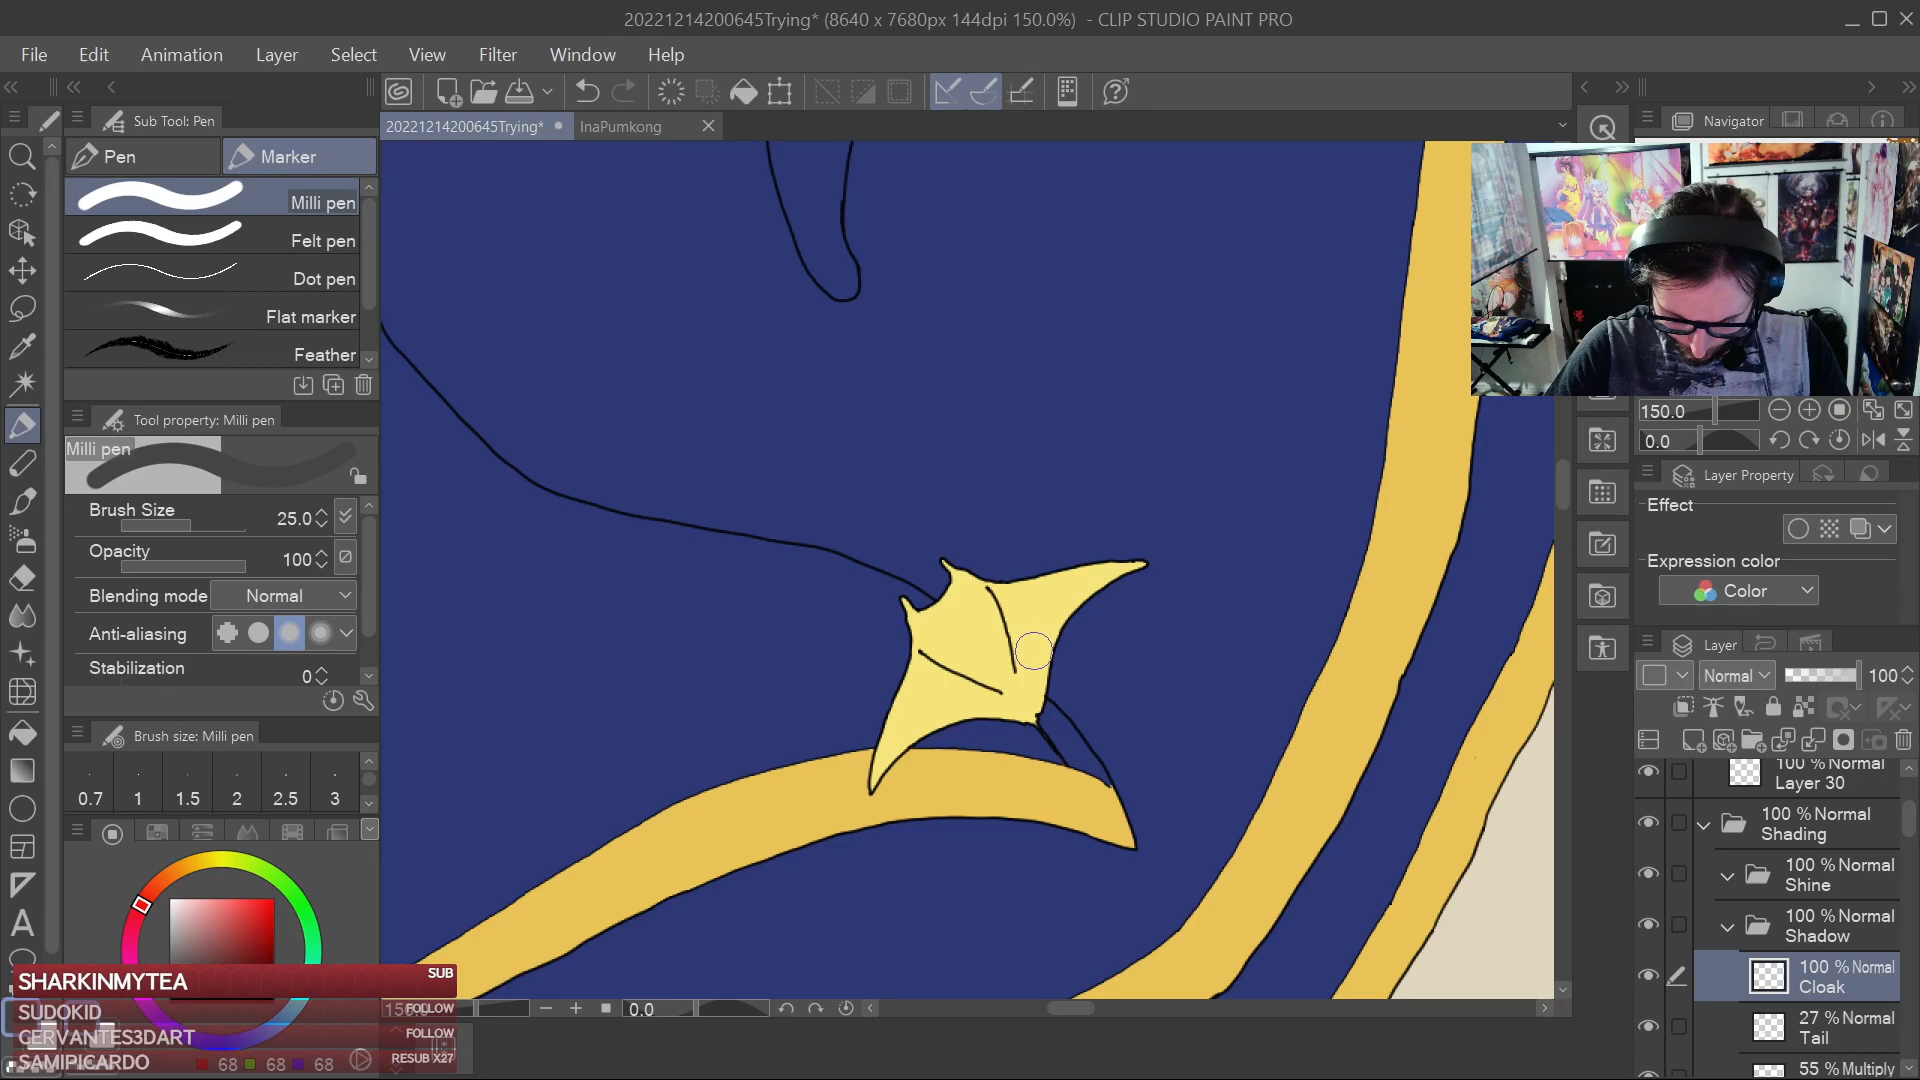 20221214200645Trying* (8640 x 7680px 144dpi 150.0%) - CLIP STUDIO PAINT PRO
File Edit Animation Layer Select View Filter Window Help
Sub Tool: Pen
20221214200645Trying*
InaPumkong
Navigator
Pen
Marker
Milli pen
Felt pen
Dot pen
Flat marker
Feather
Tool property: Milli pen
Milli pen
Brush Size 25.0
Opacity 100
Blending mode Normal
Anti-aliasing
Stabilization 0
Brush size: Milli pen
0.7 1 1.5 2 2.5 3
150.0
0.0
Layer Property
Effect
Expression color
Color
Layer
Normal 100
100 %Normal
Layer 30
100 %Normal
Shading
100 %Normal
Shine
100 %Normal
Shadow
100 %Normal
Cloak
27 %Normal
Tail
55 %Multiply
SHARKINMYTEA SUB
SUDOKID FOLLOW
CERVANTES3DART FOLLOW
SAMIPICARDO RESUB X27
68 68 68
0.0